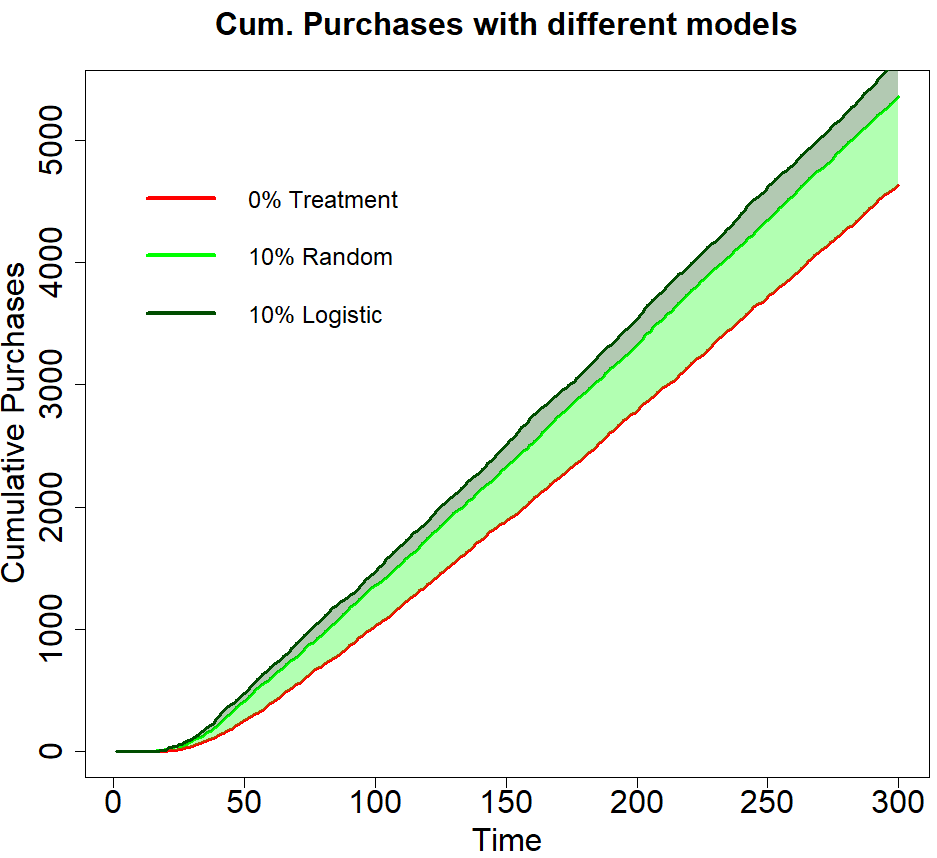 Cum. Purchases with different models
Cumulative Purchases
5000
4000
3000
2000
1000
0
0% Treatment
10% Random
10% Logistic
0 50 100 150 200 250 300
Time